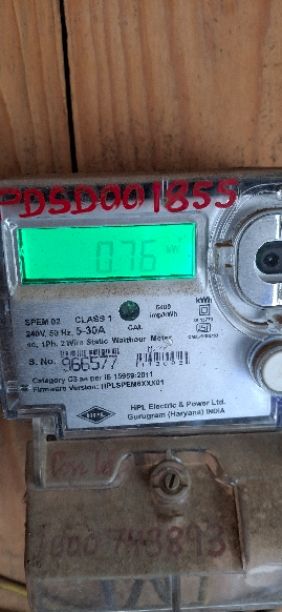 PDSD001855
0.76 kW
SPEM 02 CLASS 1
240V, 50 Hz, 5-30A CAL
imp/kWh
kWh
ac, 1Ph, 2 Wire Static Watthour Meter
S. No. 966577
Category C3 as per IS 15959:2011
Firmware Version: HPLSPEM
HPL
HPL Electric & Power Ltd.
Gurugram (Haryana) INDIA